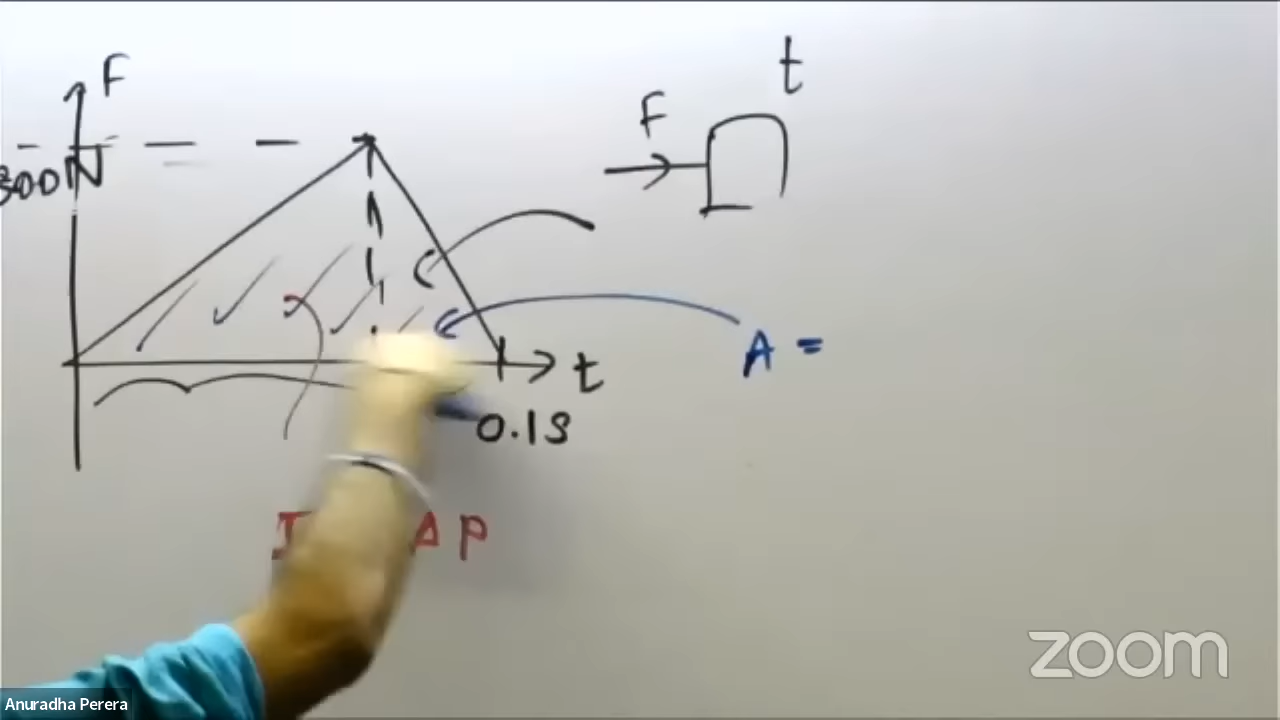 F
t
F
300N
A =
t
0.1s
I
Δ P
zoom
Anuradha Perera